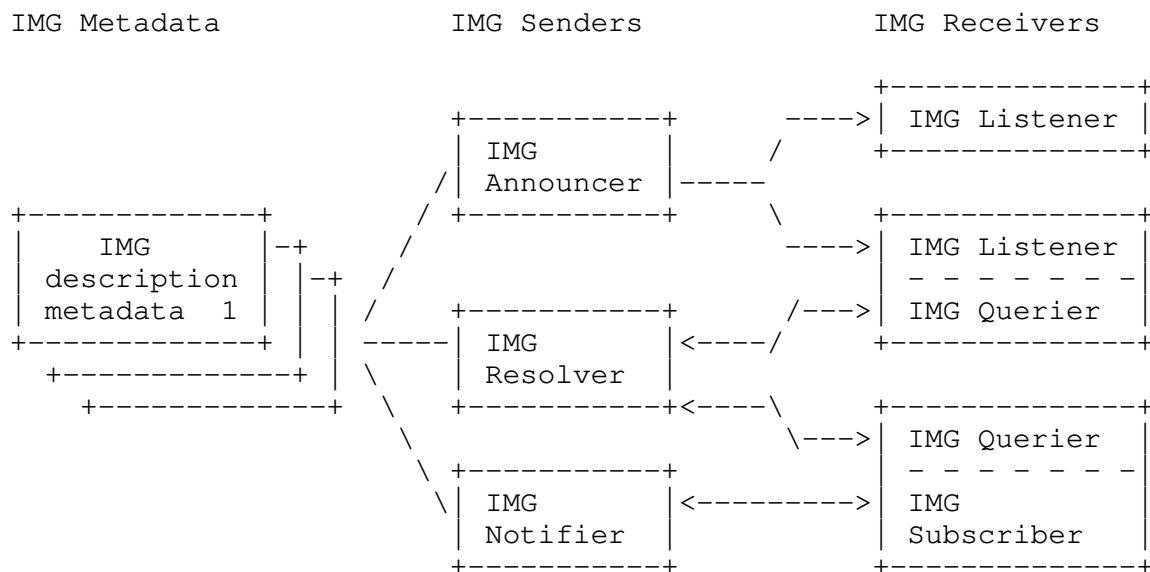 IMG Metadata IMG Senders IMG Receivers
IMG Listener
IMG
Announcer
IMG
description
metadata 1
IMG Listener
IMG Querier
IMG
Resolver
IMG Querier
IMG
Notifier
IMG
Subscriber